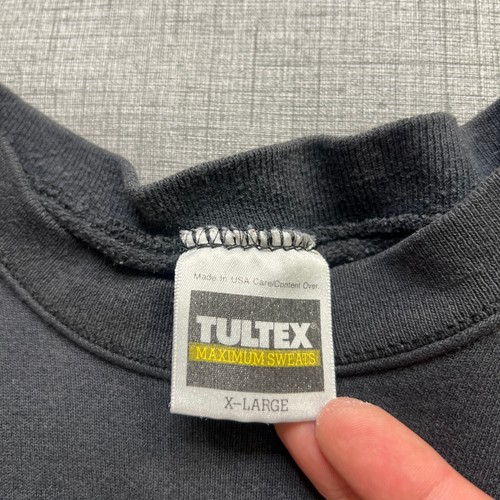 Made In USA Care/Content Over.
TULTEX®
MAXIMUM SWEATS
X-LARGE